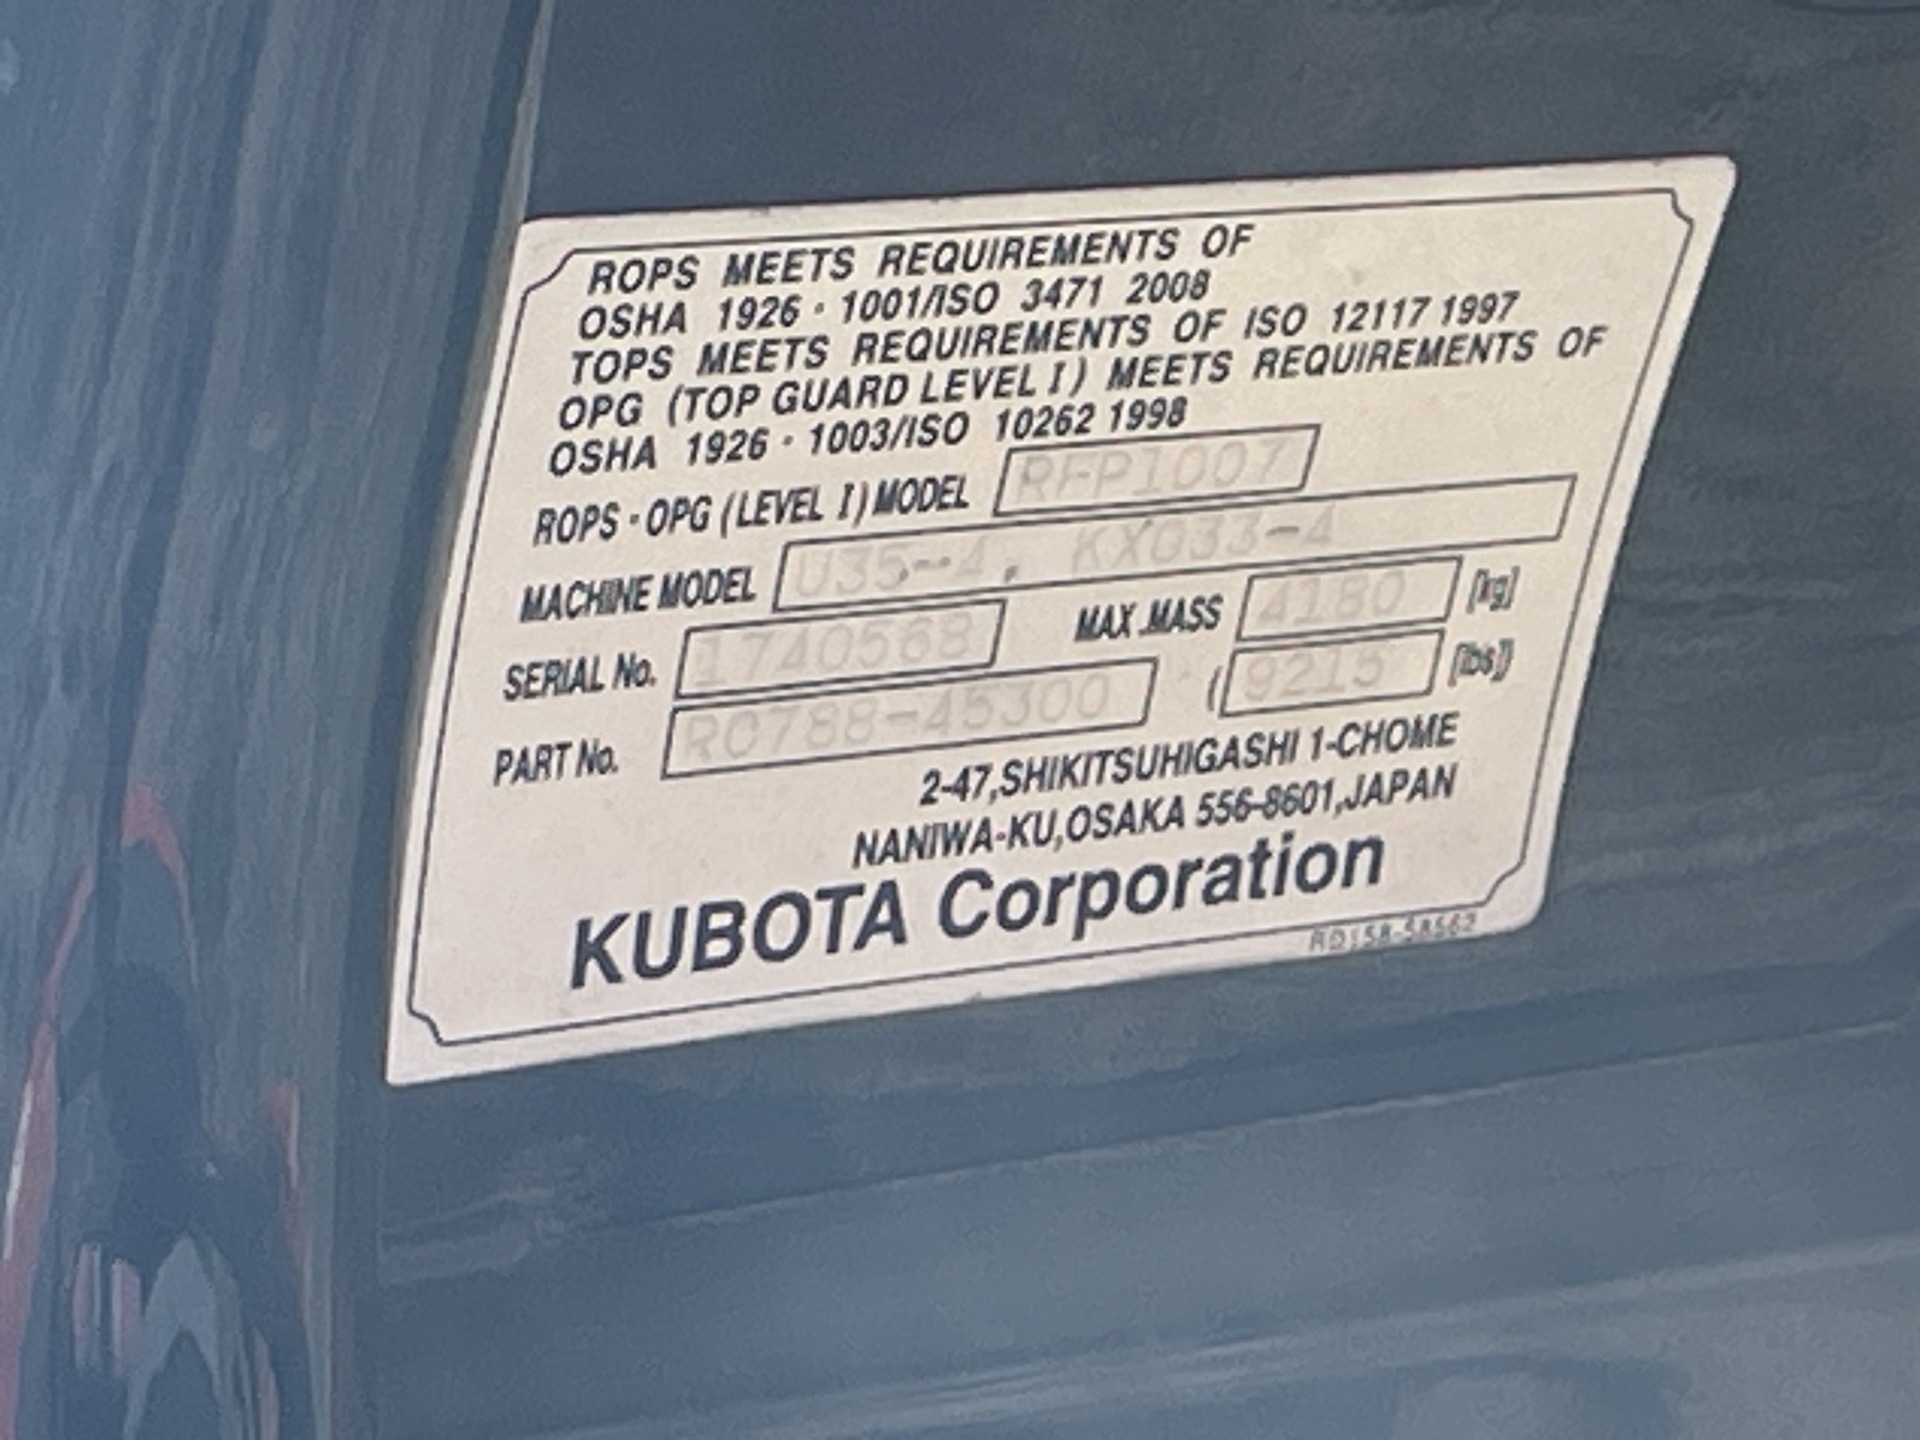 ROPS MEETS REQUIREMENTS OF
OSHA 1926・1001/ISO 3471 2008
TOPS MEETS REQUIREMENTS OF ISO 12117 1997
OPG (TOP GUARD LEVEL I) MEETS REQUIREMENTS OF
OSHA 1926・1003/ISO 10262 1998
ROPS・OPG (LEVEL I) MODEL RFP1007
MACHINE MODEL U35-4, KX033-4
SERIAL No. 1740568 MAX.MASS 4180 [kg]
PART No. RC788-45300 (9215 [lbs])
2-47,SHIKITSUHIGASHI 1-CHOME
NANIWA-KU,OSAKA 556-8601,JAPAN
KUBOTA Corporation
RD158-58562